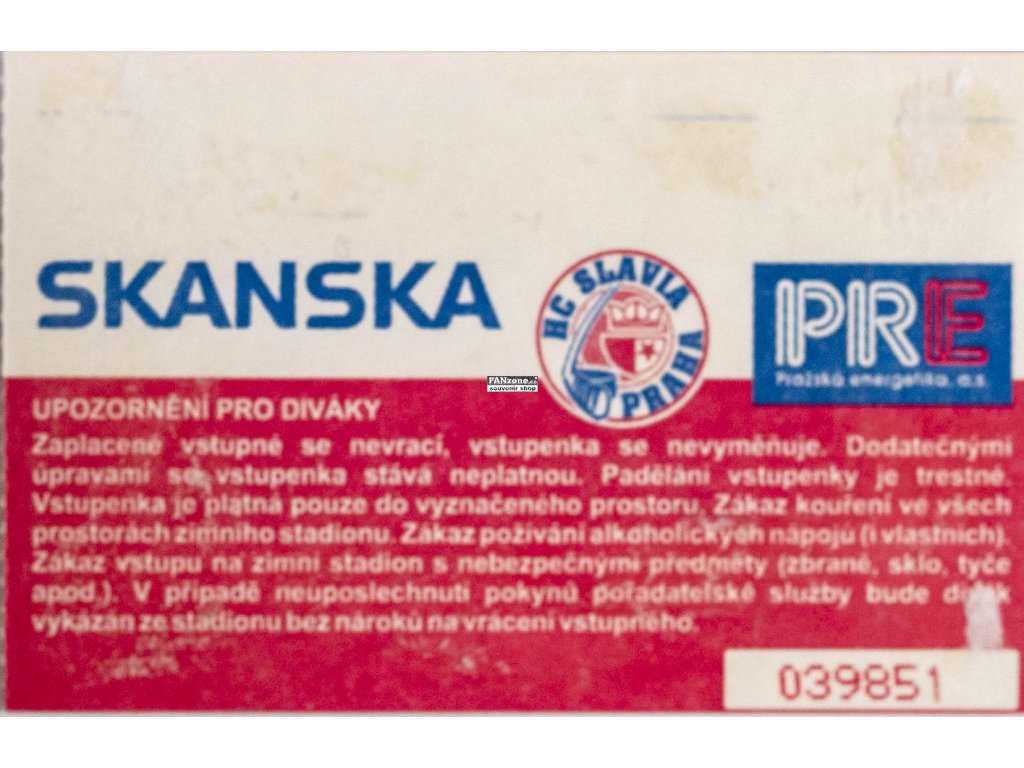 SKANSKA
HC SLAVIA
PRAHA
PRE
Pražská energetika, a.s.
FANzone.cz
souvenir shop
UPOZORNĚNÍ PRO DIVÁKY
Zaplacené vstupné se nevrací, vstupenka se nevyměňuje. Dodatečnými
úpravami se vstupenka stává neplatnou. Padělání vstupenky je trestné.
Vstupenka je platná pouze do vyznačeného prostoru. Zákaz kouření ve všech
prostorách zimního stadionu. Zákaz požívání alkoholických nápojů (i vlastních).
Zákaz vstupu na zimní stadion s nebezpečnými předměty (zbraně, sklo, tyče
apod.). V případě neuposlechnutí pokynů pořadatelské služby bude divák
vykázán ze stadionu bez nároků na vrácení vstupného.
039851